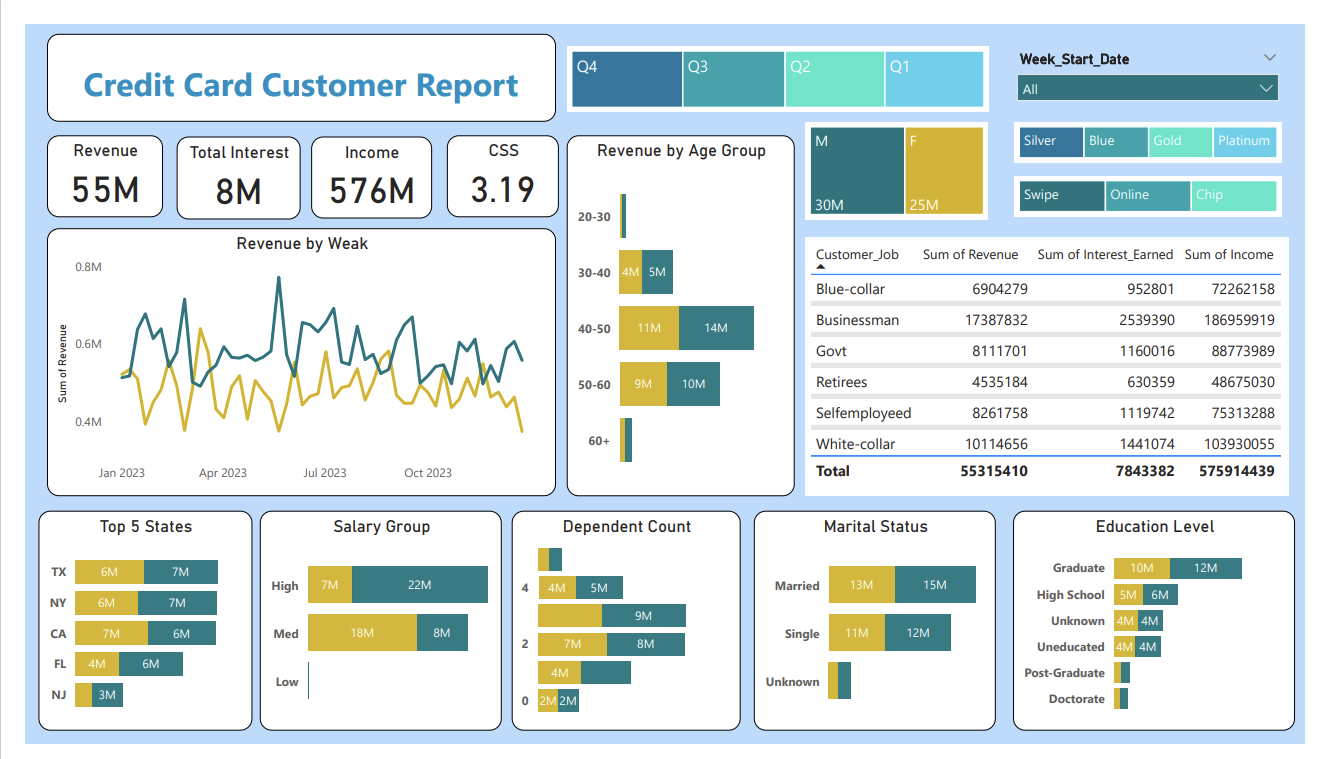 Credit Card Customer Report
Q4 Q3 Q2 Q1
Week_Start_Date
All
Silver Blue Gold Platinum
Swipe Online Chip
M F
30M 25M
Revenue
55M
Total Interest
8M
Income
576M
CSS
3.19
Revenue by Weak
Sum of Revenue
0.8M
0.6M
0.4M
Jan 2023 Apr 2023 Jul 2023 Oct 2023
Revenue by Age Group
20-30
30-40 4M 5M
40-50 11M 14M
50-60 9M 10M
60+
Customer_Job Sum of Revenue Sum of Interest_Earned Sum of Income
Blue-collar 6904279 952801 72262158
Businessman 17387832 2539390 186959919
Govt 8111701 1160016 88773989
Retirees 4535184 630359 48675030
Selfemployeed 8261758 1119742 75313288
White-collar 10114656 1441074 103930055
Total 55315410 7843382 575914439
Top 5 States
TX 6M 7M
NY 6M 7M
CA 7M 6M
FL 4M 6M
NJ 3M
Salary Group
High 7M 22M
Med 18M 8M
Low
Dependent Count
4 4M 5M
9M
2 7M 8M
4M
0 2M 2M
Marital Status
Married 13M 15M
Single 11M 12M
Unknown
Education Level
Graduate 10M 12M
High School 5M 6M
Unknown 4M 4M
Uneducated 4M 4M
Post-Graduate
Doctorate